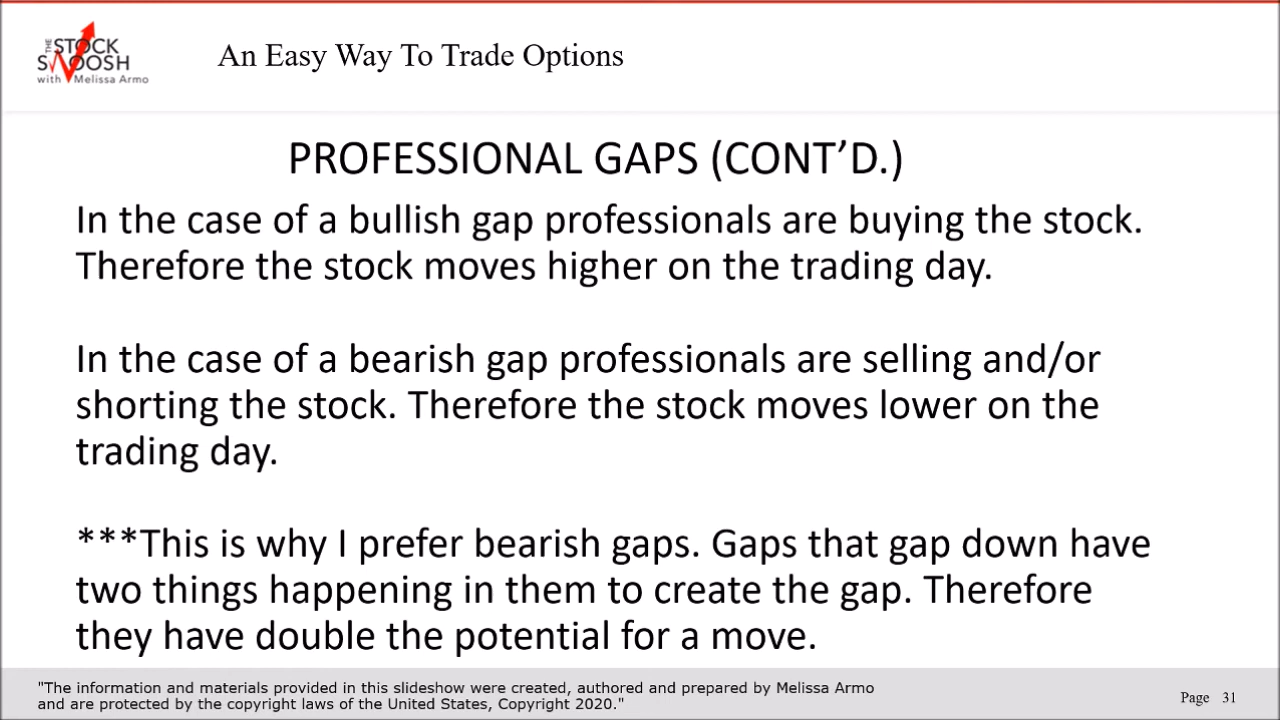 THE
STOCK
SWOOSH
with Melissa Armo
An Easy Way To Trade Options
PROFESSIONAL GAPS (CONT’D.)
In the case of a bullish gap professionals are buying the stock.
Therefore the stock moves higher on the trading day.
In the case of a bearish gap professionals are selling and/or
shorting the stock. Therefore the stock moves lower on the
trading day.
***This is why I prefer bearish gaps. Gaps that gap down have
two things happening in them to create the gap. Therefore
they have double the potential for a move.
"The information and materials provided in this slideshow were created, authored and prepared by Melissa Armo
and are protected by the copyright laws of the United States, Copyright 2020."
Page 31